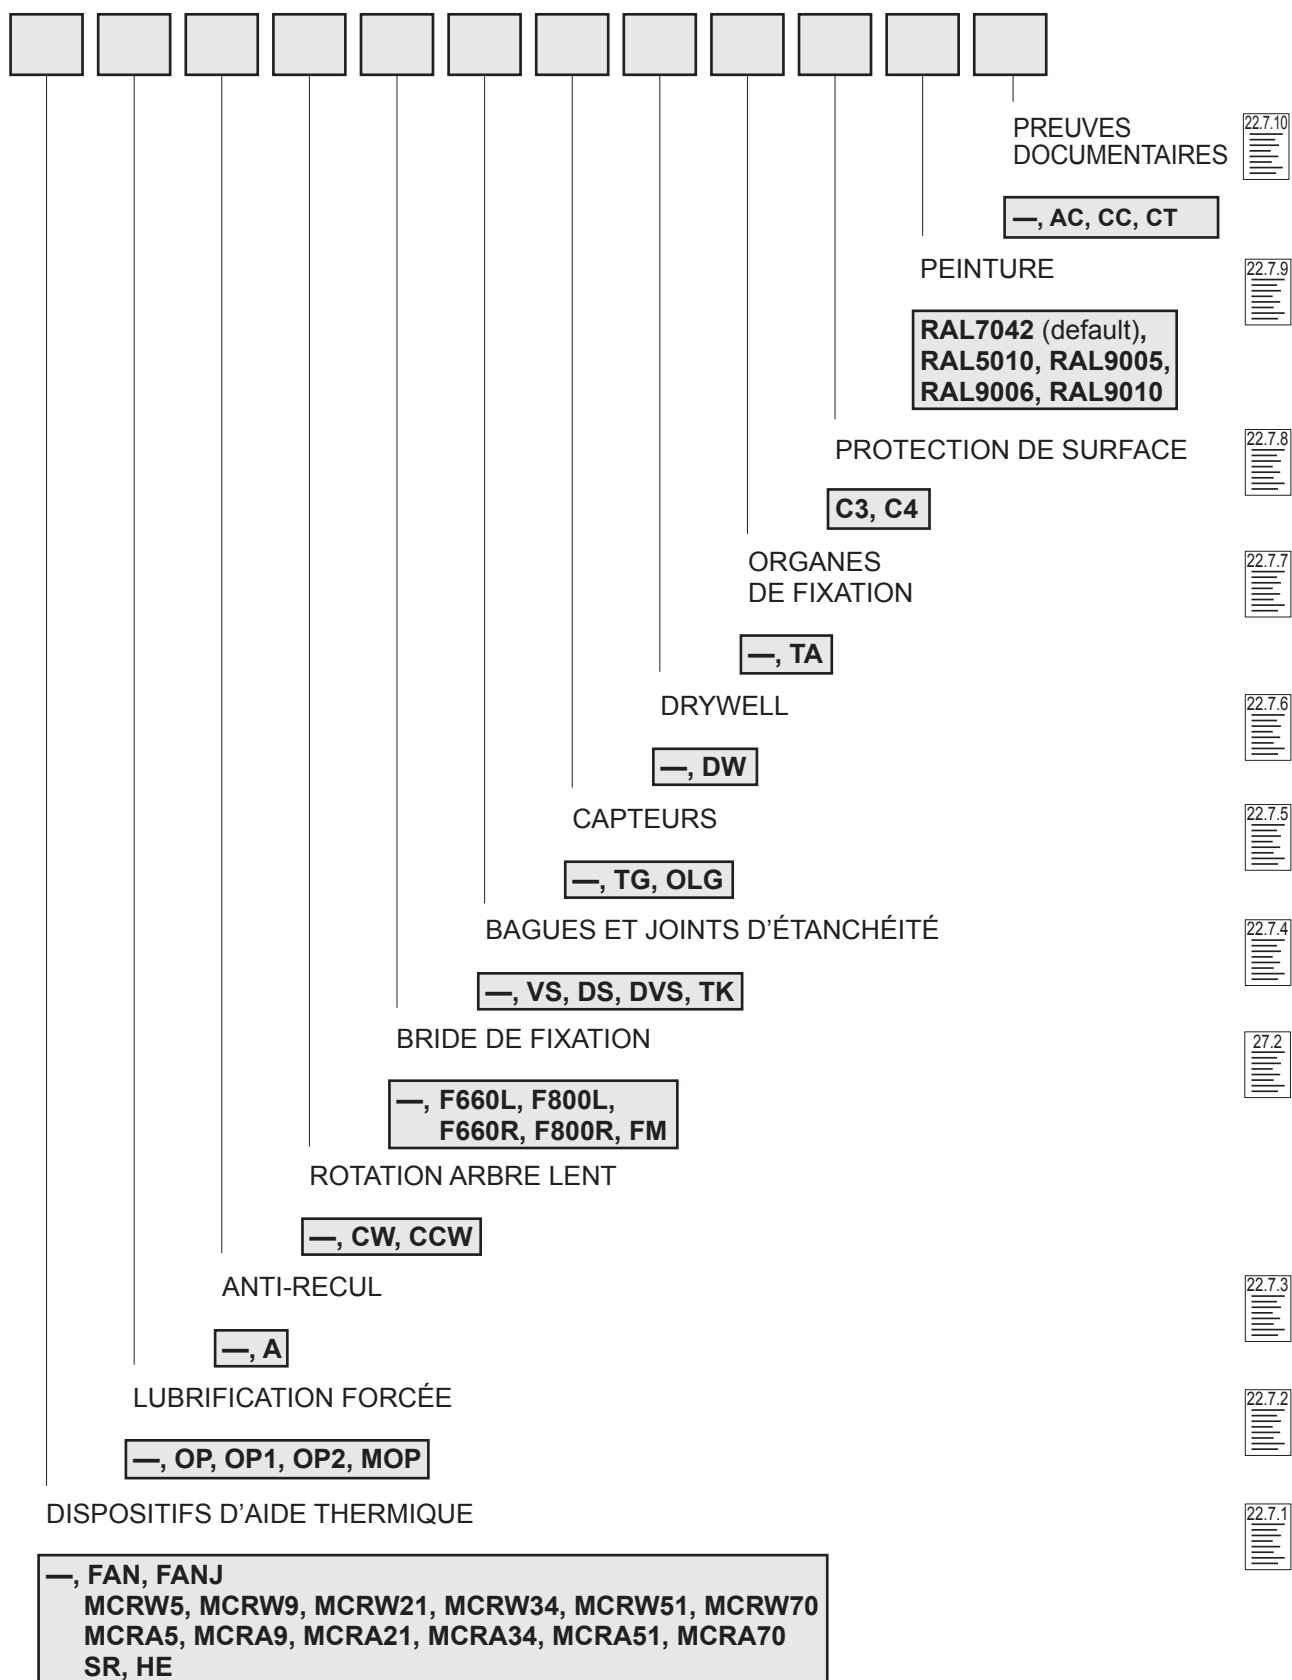 PREUVES
DOCUMENTAIRES
22.7.10
—, AC, CC, CT
PEINTURE
22.7.9
RAL7042 (default),
RAL5010, RAL9005,
RAL9006, RAL9010
PROTECTION DE SURFACE
22.7.8
C3, C4
ORGANES
DE FIXATION
22.7.7
—, TA
DRYWELL
22.7.6
—, DW
CAPTEURS
22.7.5
—, TG, OLG
BAGUES ET JOINTS D’ÉTANCHÉITÉ
22.7.4
—, VS, DS, DVS, TK
BRIDE DE FIXATION
27.2
—, F660L, F800L,
F660R, F800R, FM
ROTATION ARBRE LENT
—, CW, CCW
ANTI-RECUL
22.7.3
—, A
LUBRIFICATION FORCÉE
22.7.2
—, OP, OP1, OP2, MOP
DISPOSITIFS D’AIDE THERMIQUE
22.7.1
—, FAN, FANJ
MCRW5, MCRW9, MCRW21, MCRW34, MCRW51, MCRW70
MCRA5, MCRA9, MCRA21, MCRA34, MCRA51, MCRA70
SR, HE